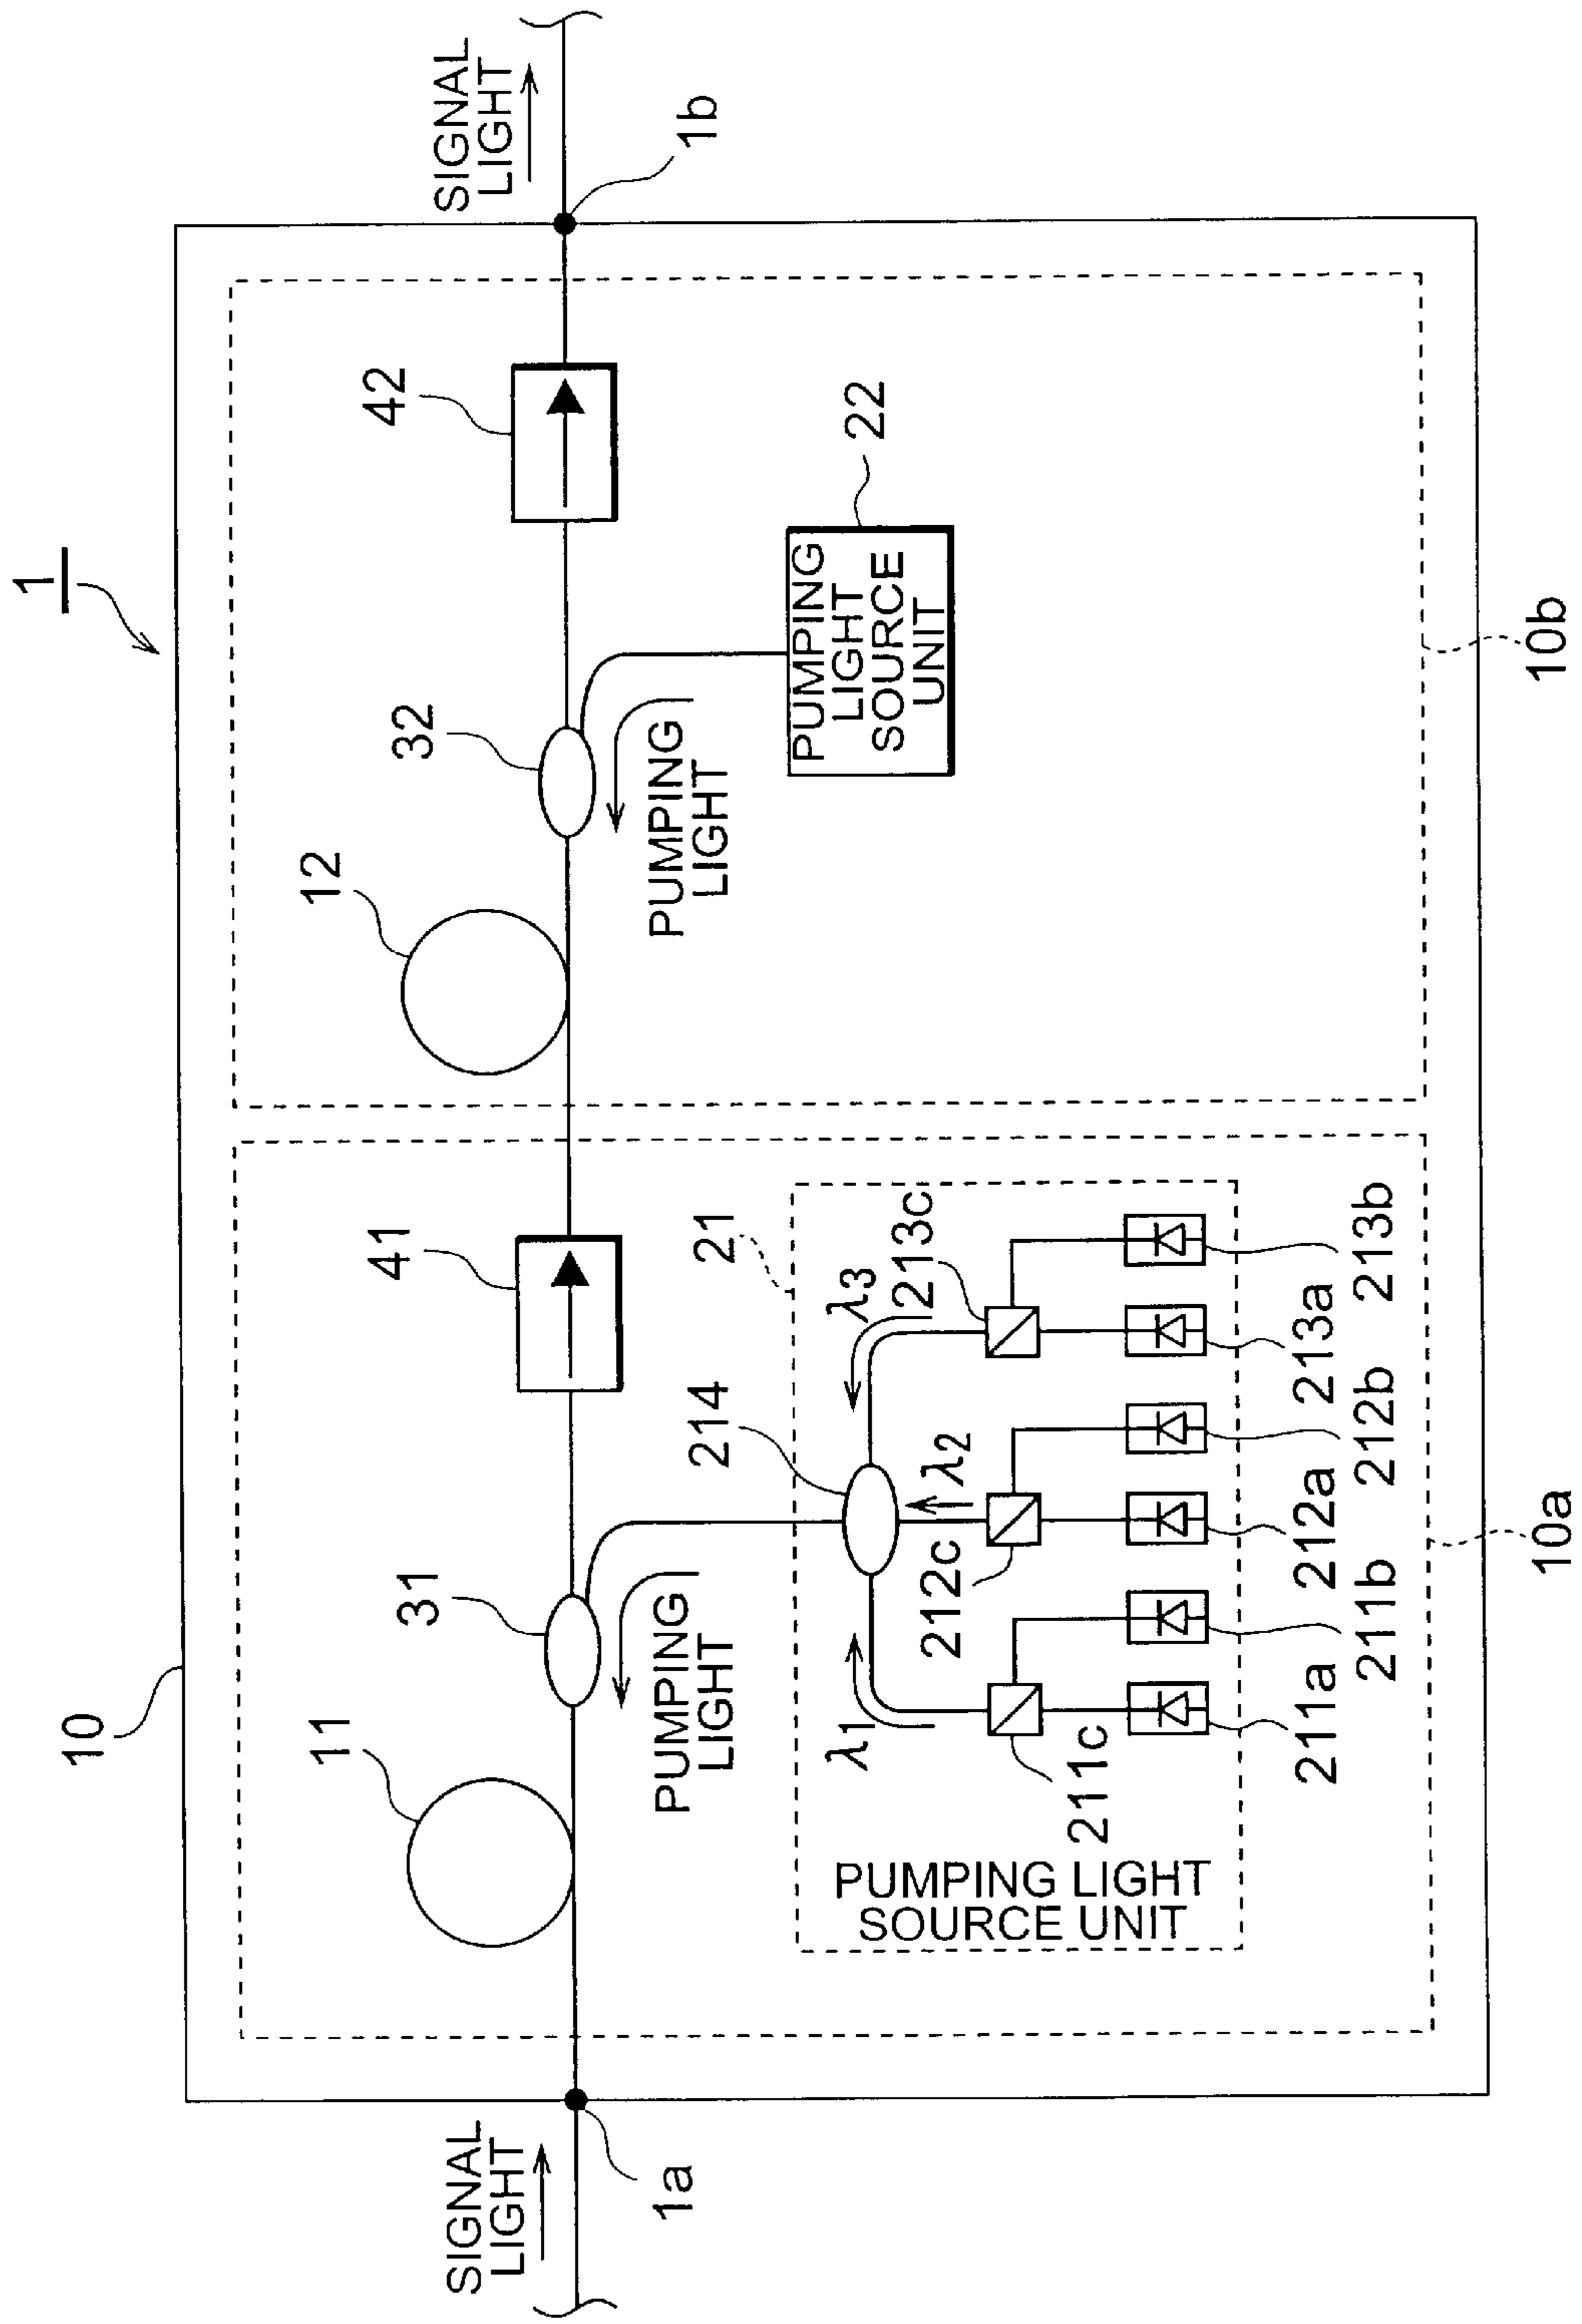 1
10
SIGNAL
LIGHT
1a
SIGNAL
LIGHT
1b
11
31
41
12
32
42
PUMPING
LIGHT
PUMPING
LIGHT
PUMPING
LIGHT
SOURCE
UNIT
22
21
214
λ1
λ2
λ3
211c
212c
213c
PUMPING LIGHT
SOURCE UNIT
211a
211b
212a
212b
213a
213b
10a
10b